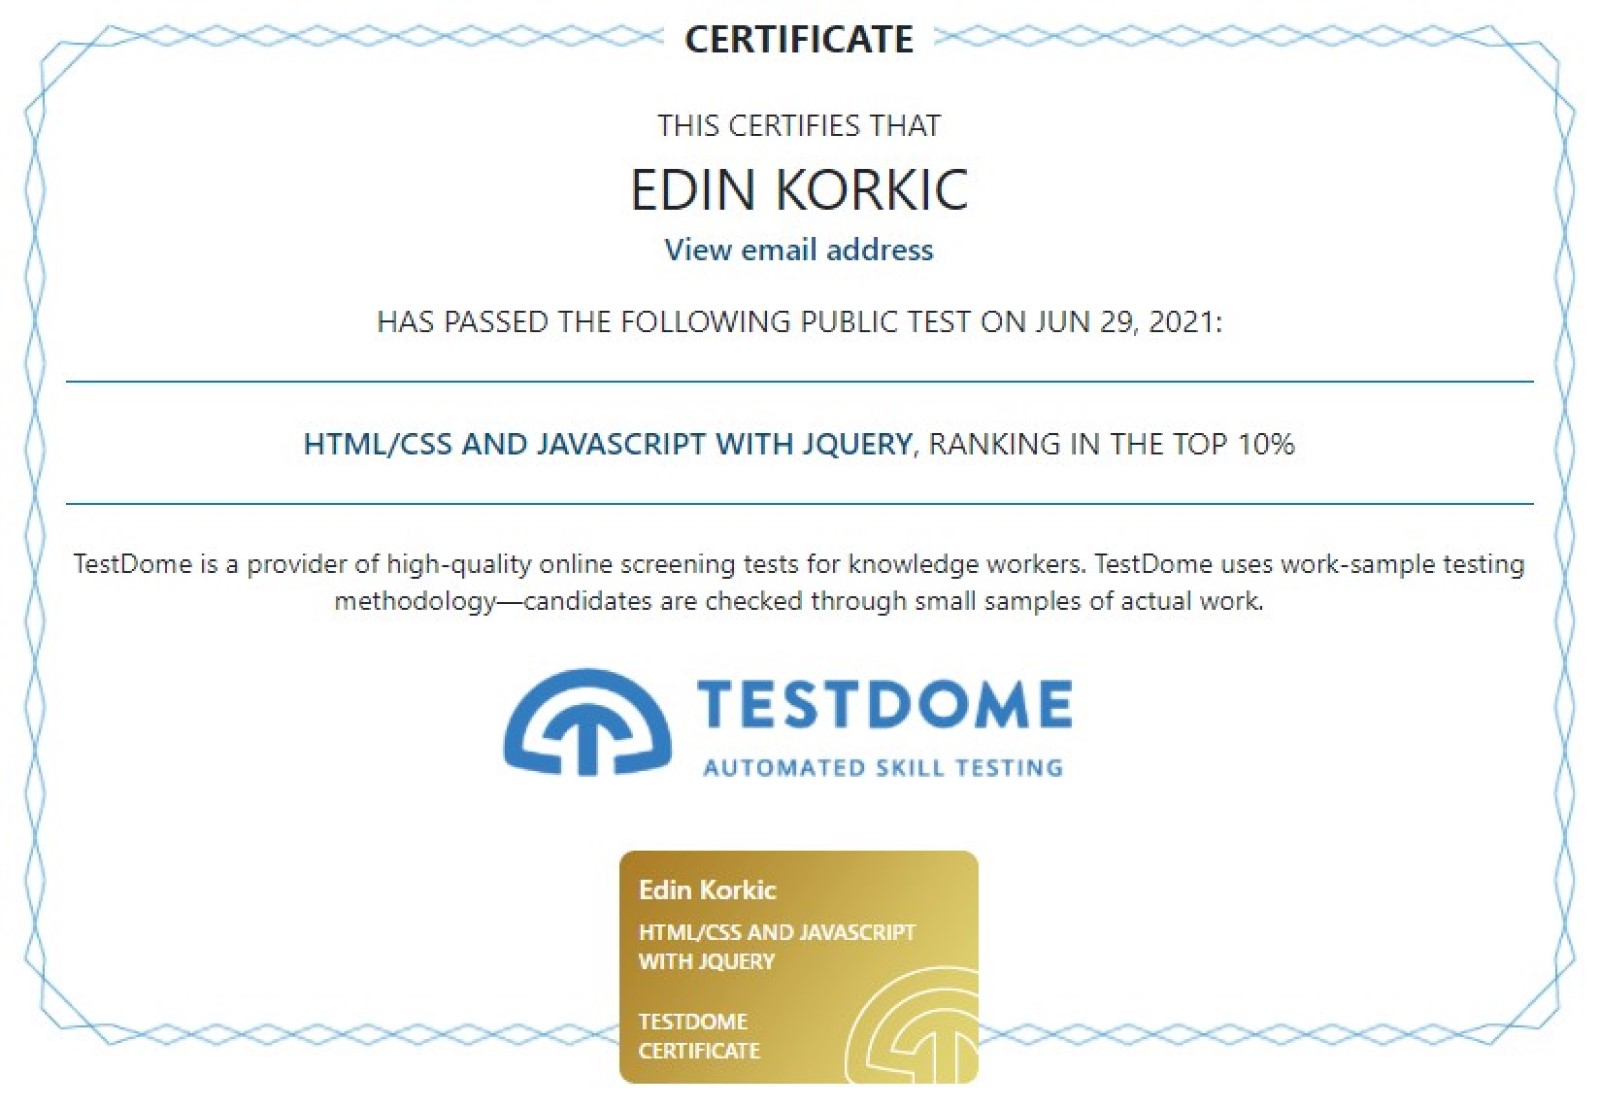 CERTIFICATE
THIS CERTIFIES THAT
EDIN KORKIC
View email address
HAS PASSED THE FOLLOWING PUBLIC TEST ON JUN 29, 2021:
HTML/CSS AND JAVASCRIPT WITH JQUERY, RANKING IN THE TOP 10%
TestDome is a provider of high-quality online screening tests for knowledge workers. TestDome uses work-sample testing
methodology—candidates are checked through small samples of actual work.
TESTDOME
AUTOMATED SKILL TESTING
Edin Korkic
HTML/CSS AND JAVASCRIPT
WITH JQUERY
TESTDOME
CERTIFICATE